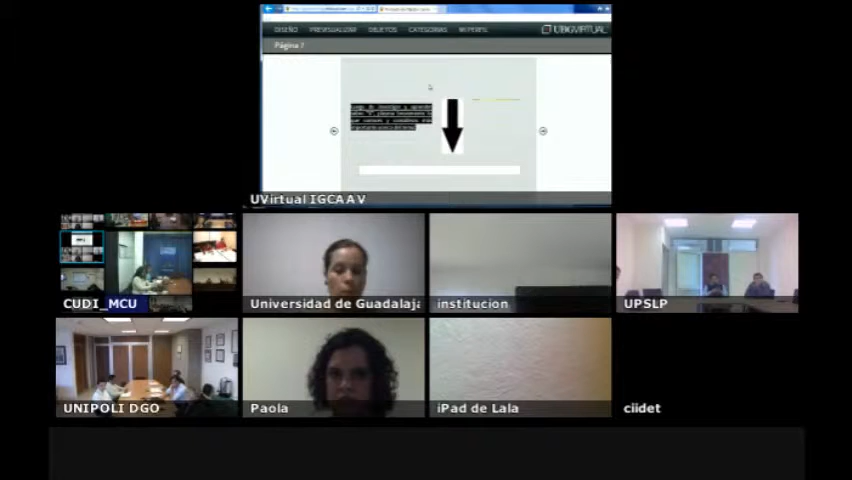 DISEÑO PREVISUALIZAR OBJETOS CATEGORIAS MI PERFIL
UDGVIRTUAL
Página 7
UVirtual IGCAAV
CUDI_MCU
Universidad de Guadalaja
institucion
UPSLP
UNIPOLI DGO
Paola
iPad de Lala
ciidet